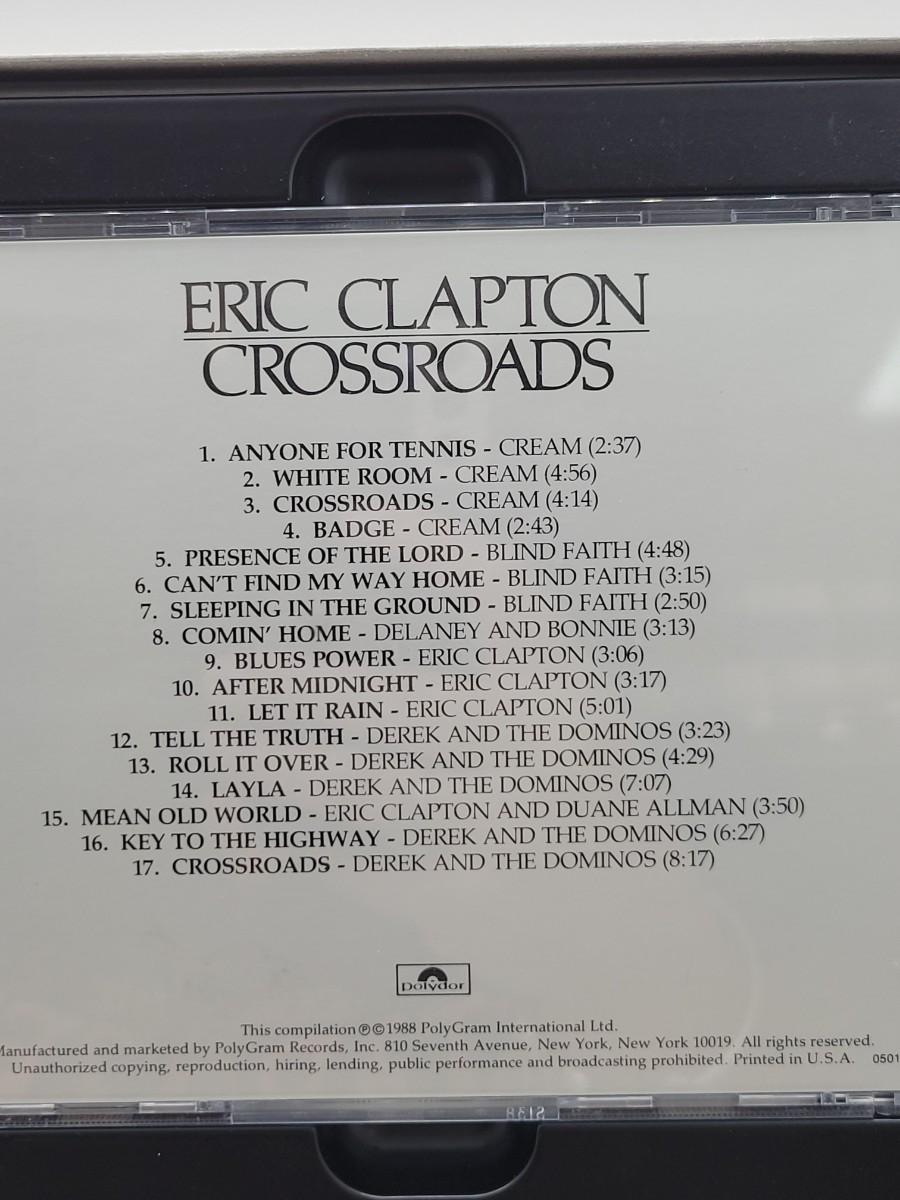 ERIC CLAPTON
CROSSROADS
1. ANYONE FOR TENNIS - CREAM (2:37)
2. WHITE ROOM - CREAM (4:56)
3. CROSSROADS - CREAM (4:14)
4. BADGE - CREAM (2:43)
5. PRESENCE OF THE LORD - BLIND FAITH (4:48)
6. CAN'T FIND MY WAY HOME - BLIND FAITH (3:15)
7. SLEEPING IN THE GROUND - BLIND FAITH (2:50)
8. COMIN' HOME - DELANEY AND BONNIE (3:13)
9. BLUES POWER - ERIC CLAPTON (3:06)
10. AFTER MIDNIGHT - ERIC CLAPTON (3:17)
11. LET IT RAIN - ERIC CLAPTON (5:01)
12. TELL THE TRUTH - DEREK AND THE DOMINOS (3:23)
13. ROLL IT OVER - DEREK AND THE DOMINOS (4:29)
14. LAYLA - DEREK AND THE DOMINOS (7:07)
15. MEAN OLD WORLD - ERIC CLAPTON AND DUANE ALLMAN (3:50)
16. KEY TO THE HIGHWAY - DEREK AND THE DOMINOS (6:27)
17. CROSSROADS - DEREK AND THE DOMINOS (8:17)
Polydor
This compilation ℗©1988 PolyGram International Ltd.
Manufactured and marketed by PolyGram Records, Inc. 810 Seventh Avenue, New York, New York 10019. All rights reserved.
Unauthorized copying, reproduction, hiring, lending, public performance and broadcasting prohibited. Printed in U.S.A. 0501